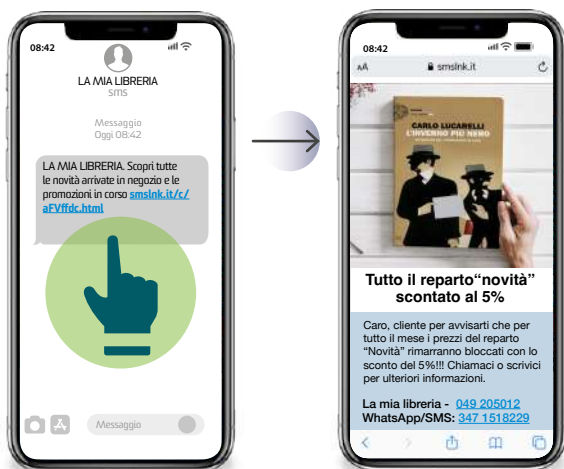 08:42
LA MIA LIBRERIA
sms
Messaggio
Oggi 08:42
LA MIA LIBRERIA. Scopri tutte
le novità arrivate in negozio e le
promozioni in corso smslnk.it/c/
aFVffdc.html
Messaggio
08:42
AA
smslnk.it
CARLO LUCARELLI
L'INVERNO PIÙ NERO
Tutto il reparto“novità”
scontato al 5%
Caro, cliente per avvisarti che per
tutto il mese i prezzi del reparto
“Novità” rimarranno bloccati con lo
sconto del 5%!!! Chiamaci o scrivici
per ulteriori informazioni.
La mia libreria - 049 205012
WhatsApp/SMS: 347 1518229